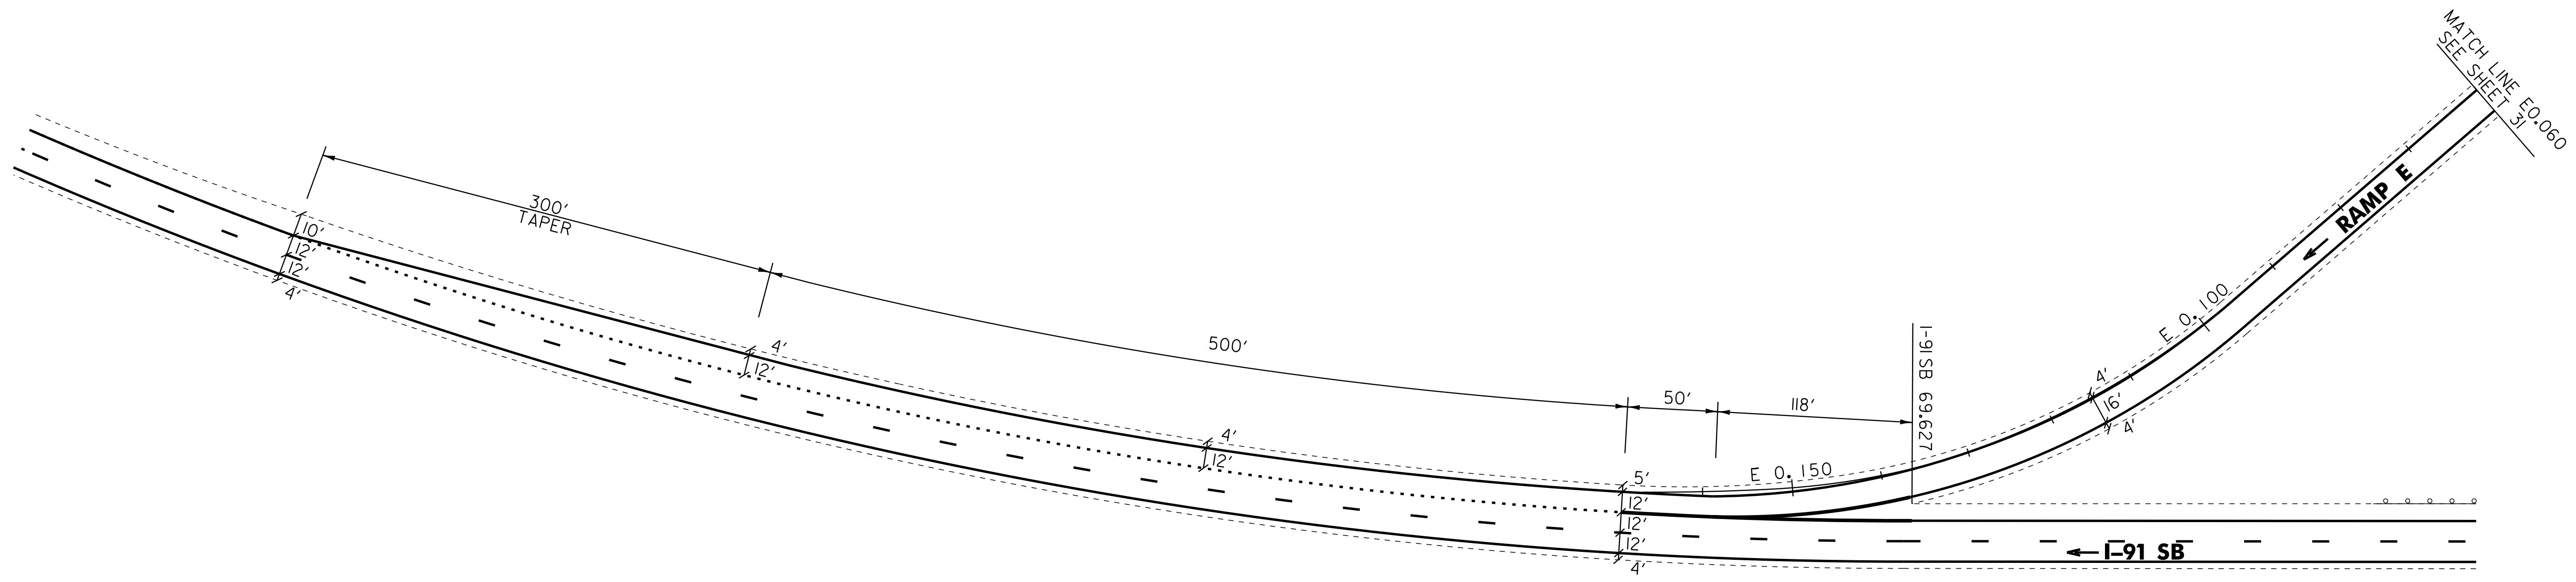 MATCH LINE E0.060
SEE SHEET 31
RAMP E
E 0.100
300'
TAPER
10'
12'
12'
4'
500'
4'
12'
4'
12'
50'
118'
I-91 SB 69.627
E 0.150
4'
16'
4'
5'
12'
12'
12'
4'
I-91 SB